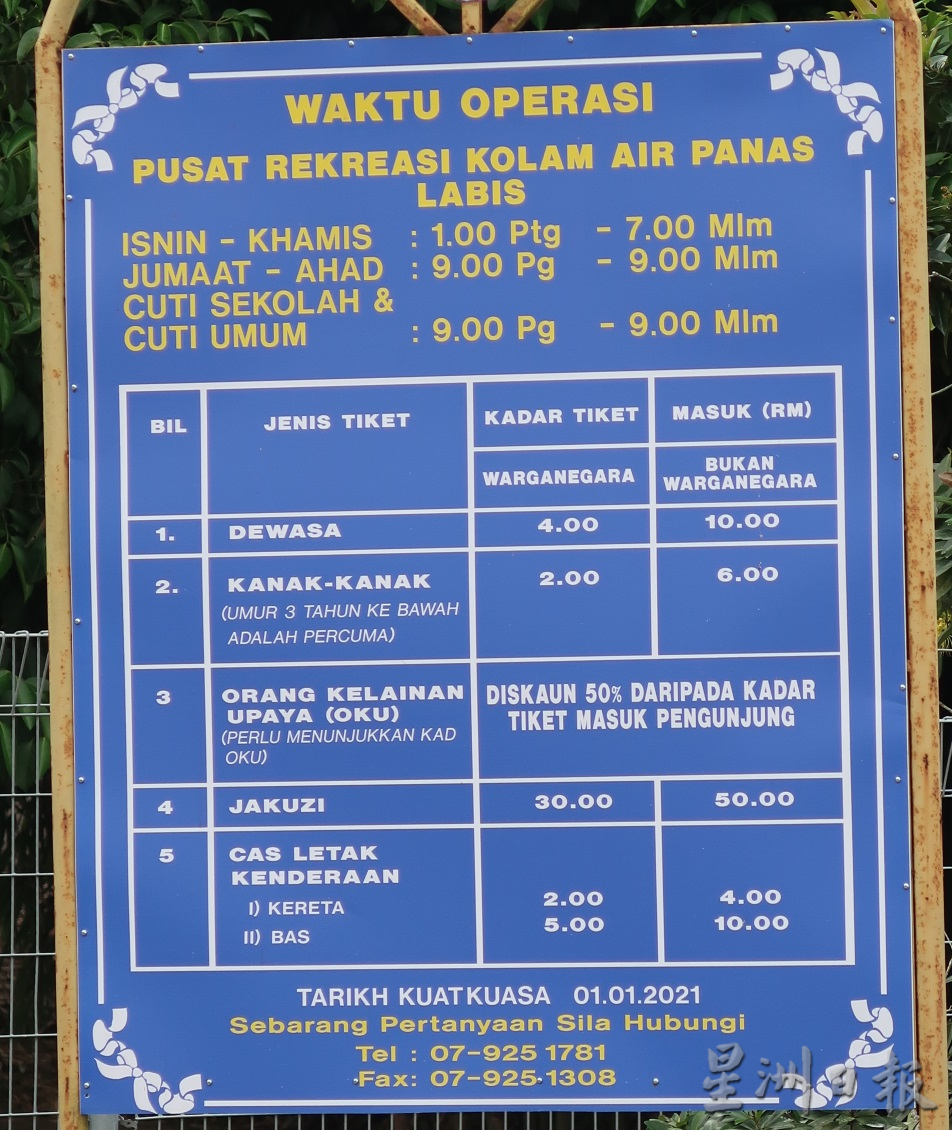 WAKTU OPERASI
PUSAT REKREASI KOLAM AIR PANAS
LABIS
ISNIN - KHAMIS : 1.00 Ptg - 7.00 Mlm
JUMAAT - AHAD : 9.00 Pg - 9.00 Mlm
CUTI SEKOLAH &
CUTI UMUM : 9.00 Pg - 9.00 Mlm
BIL JENIS TIKET KADAR TIKET MASUK (RM)
WARGANEGARA BUKAN WARGANEGARA
1. DEWASA 4.00 10.00
2. KANAK-KANAK 2.00 6.00
(UMUR 3 TAHUN KE BAWAH
ADALAH PERCUMA)
3 ORANG KELAINAN DISKAUN 50% DARIPADA KADAR
UPAYA (OKU) TIKET MASUK PENGUNJUNG
(PERLU MENUNJUKKAN KAD
OKU)
4 JAKUZI 30.00 50.00
5 CAS LETAK
KENDERAAN
I) KERETA 2.00 4.00
II) BAS 5.00 10.00
TARIKH KUATKUASA 01.01.2021
Sebarang Pertanyaan Sila Hubungi
Tel : 07-925 1781
Fax: 07-925 1308
星洲日報